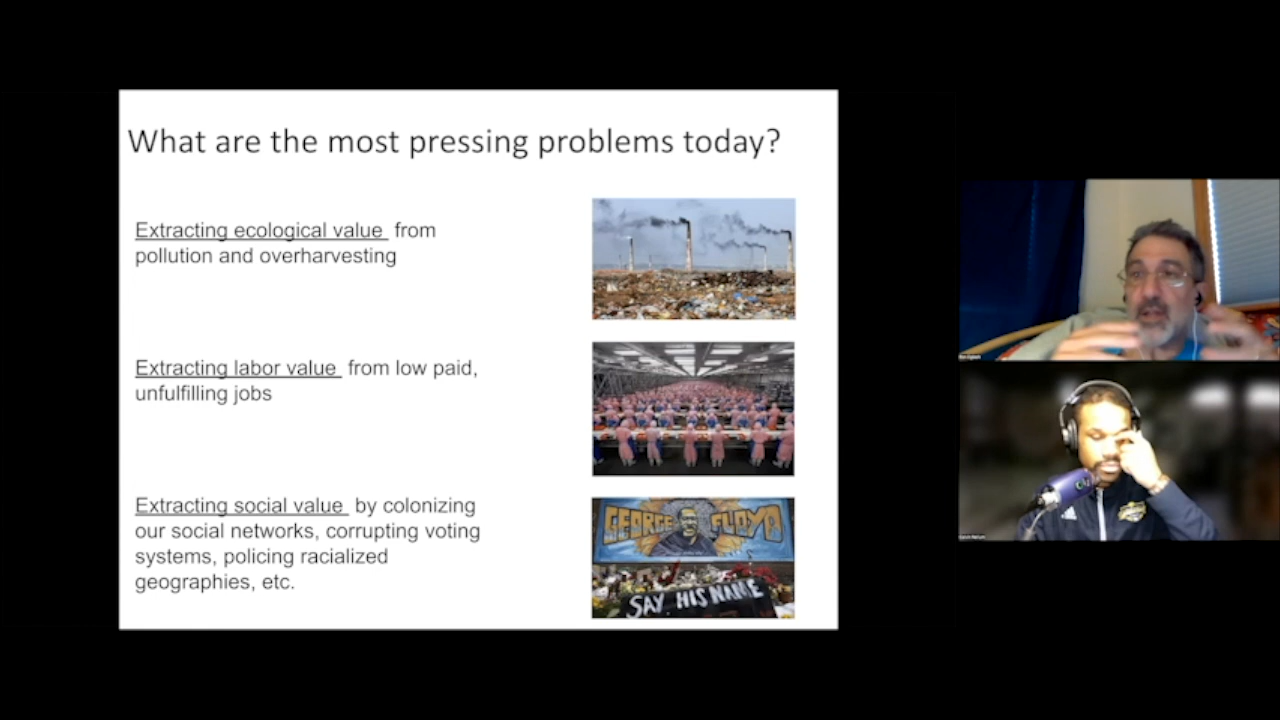 What are the most pressing problems today?
Extracting ecological value from
pollution and overharvesting
Extracting labor value from low paid,
unfulfilling jobs
Extracting social value by colonizing
our social networks, corrupting voting
systems, policing racialized
geographies, etc.
GEORGE FLOYD
SAY HIS NAME